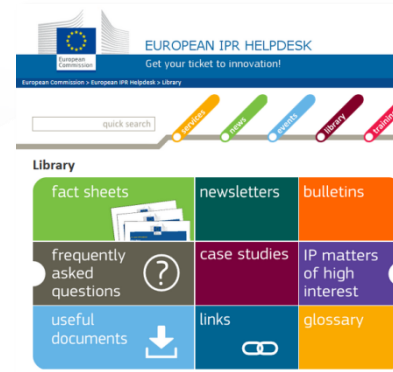 European
Commission
EUROPEAN IPR HELPDESK
Get your ticket to innovation!
European Commission > European IPR Helpdesk > Library
quick search
services
news
events
library
training
Library
fact sheets
newsletters
bulletins
frequently
asked
questions
case studies
IP matters
of high
interest
useful
documents
links
glossary